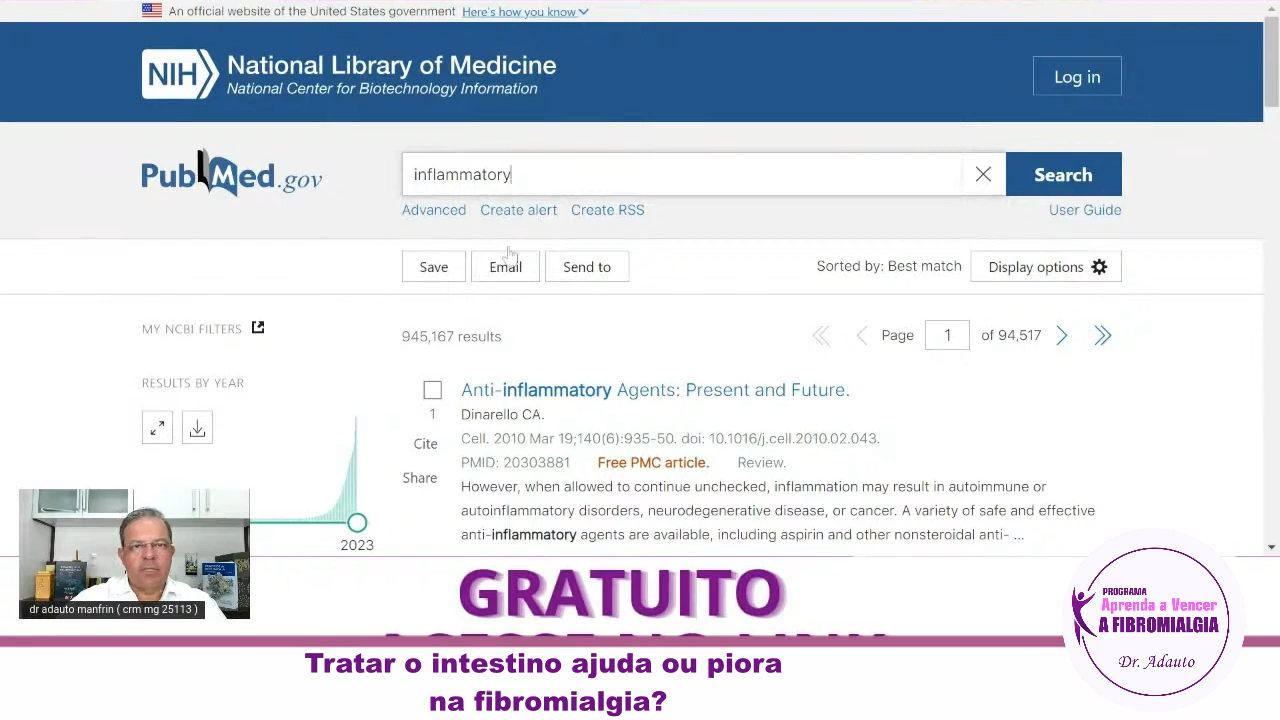 An official website of the United States government Here's how you know
NIH National Library of Medicine
National Center for Biotechnology Information
Log in
PubMed.gov
inflammatory
Search
Advanced Create alert Create RSS User Guide
Save Email Send to Sorted by: Best match Display options
MY NCBI FILTERS
945,167 results Page 1 of 94,517
RESULTS BY YEAR
Anti-inflammatory Agents: Present and Future.
1 Dinarello CA.
Cite Cell. 2010 Mar 19;140(6):935-50. doi: 10.1016/j.cell.2010.02.043.
PMID: 20303881 Free PMC article. Review.
Share
However, when allowed to continue unchecked, inflammation may result in autoimmune or
autoinflammatory disorders, neurodegenerative disease, or cancer. A variety of safe and effective
anti-inflammatory agents are available, including aspirin and other nonsteroidal anti- ...
2023
dr adauto manfrin ( crm mg 25113 )
GRATUITO
PROGRAMA
Aprenda a Vencer
A FIBROMIALGIA
Dr. Adauto
Tratar o intestino ajuda ou piora
na fibromialgia?